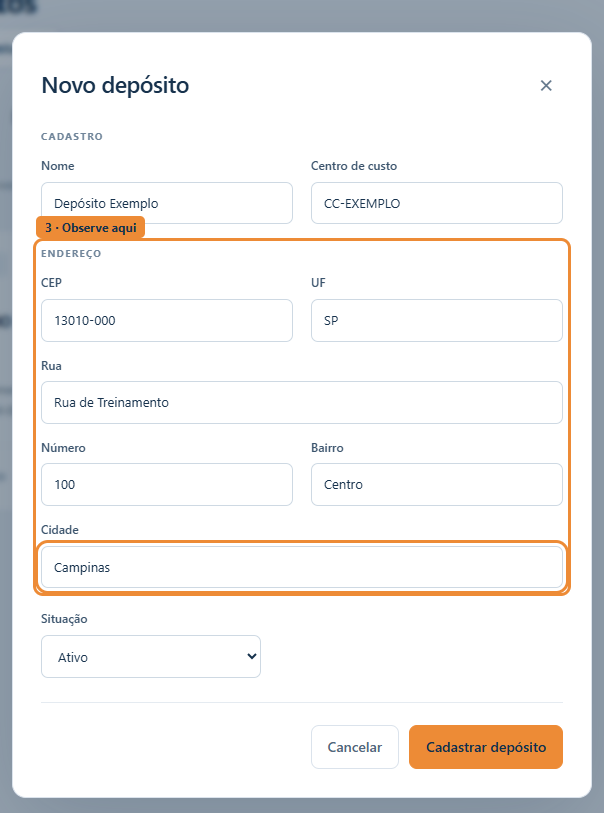 Novo depósito
CADASTRO
Nome
Centro de custo
Depósito Exemplo
CC-EXEMPLO
3 · Observe aqui
ENDEREÇO
CEP
UF
13010-000
SP
Rua
Rua de Treinamento
Número
Bairro
100
Centro
Cidade
Campinas
Situação
Ativo
Cancelar
Cadastrar depósito